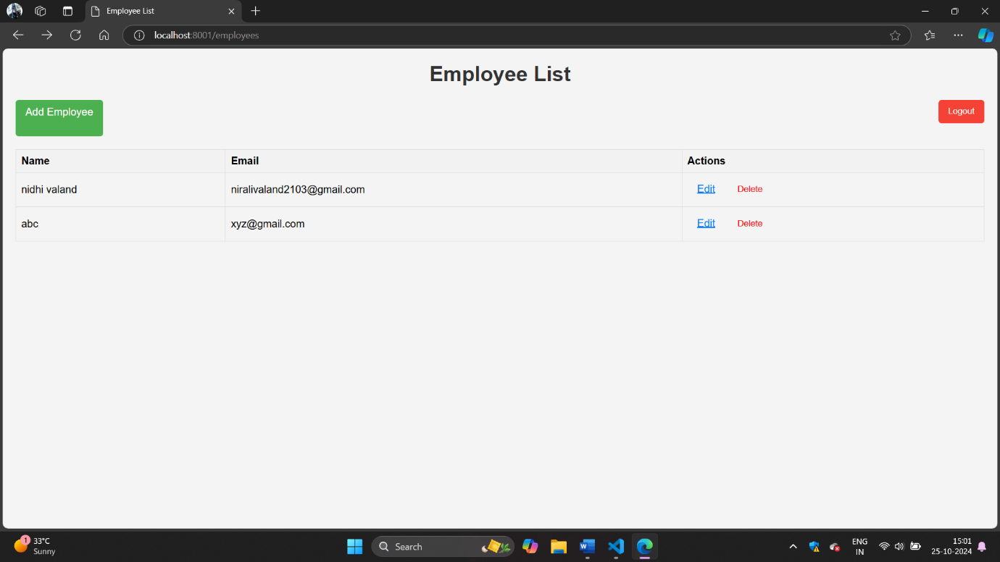 Employee List
localhost:8001/employees
Employee List
Add Employee
Logout
Name Email Actions
nidhi valand niralivaland2103@gmail.com Edit Delete
abc xyz@gmail.com Edit Delete
1
33°C
Sunny
Search
W
ENG
IN
15:01
25-10-2024